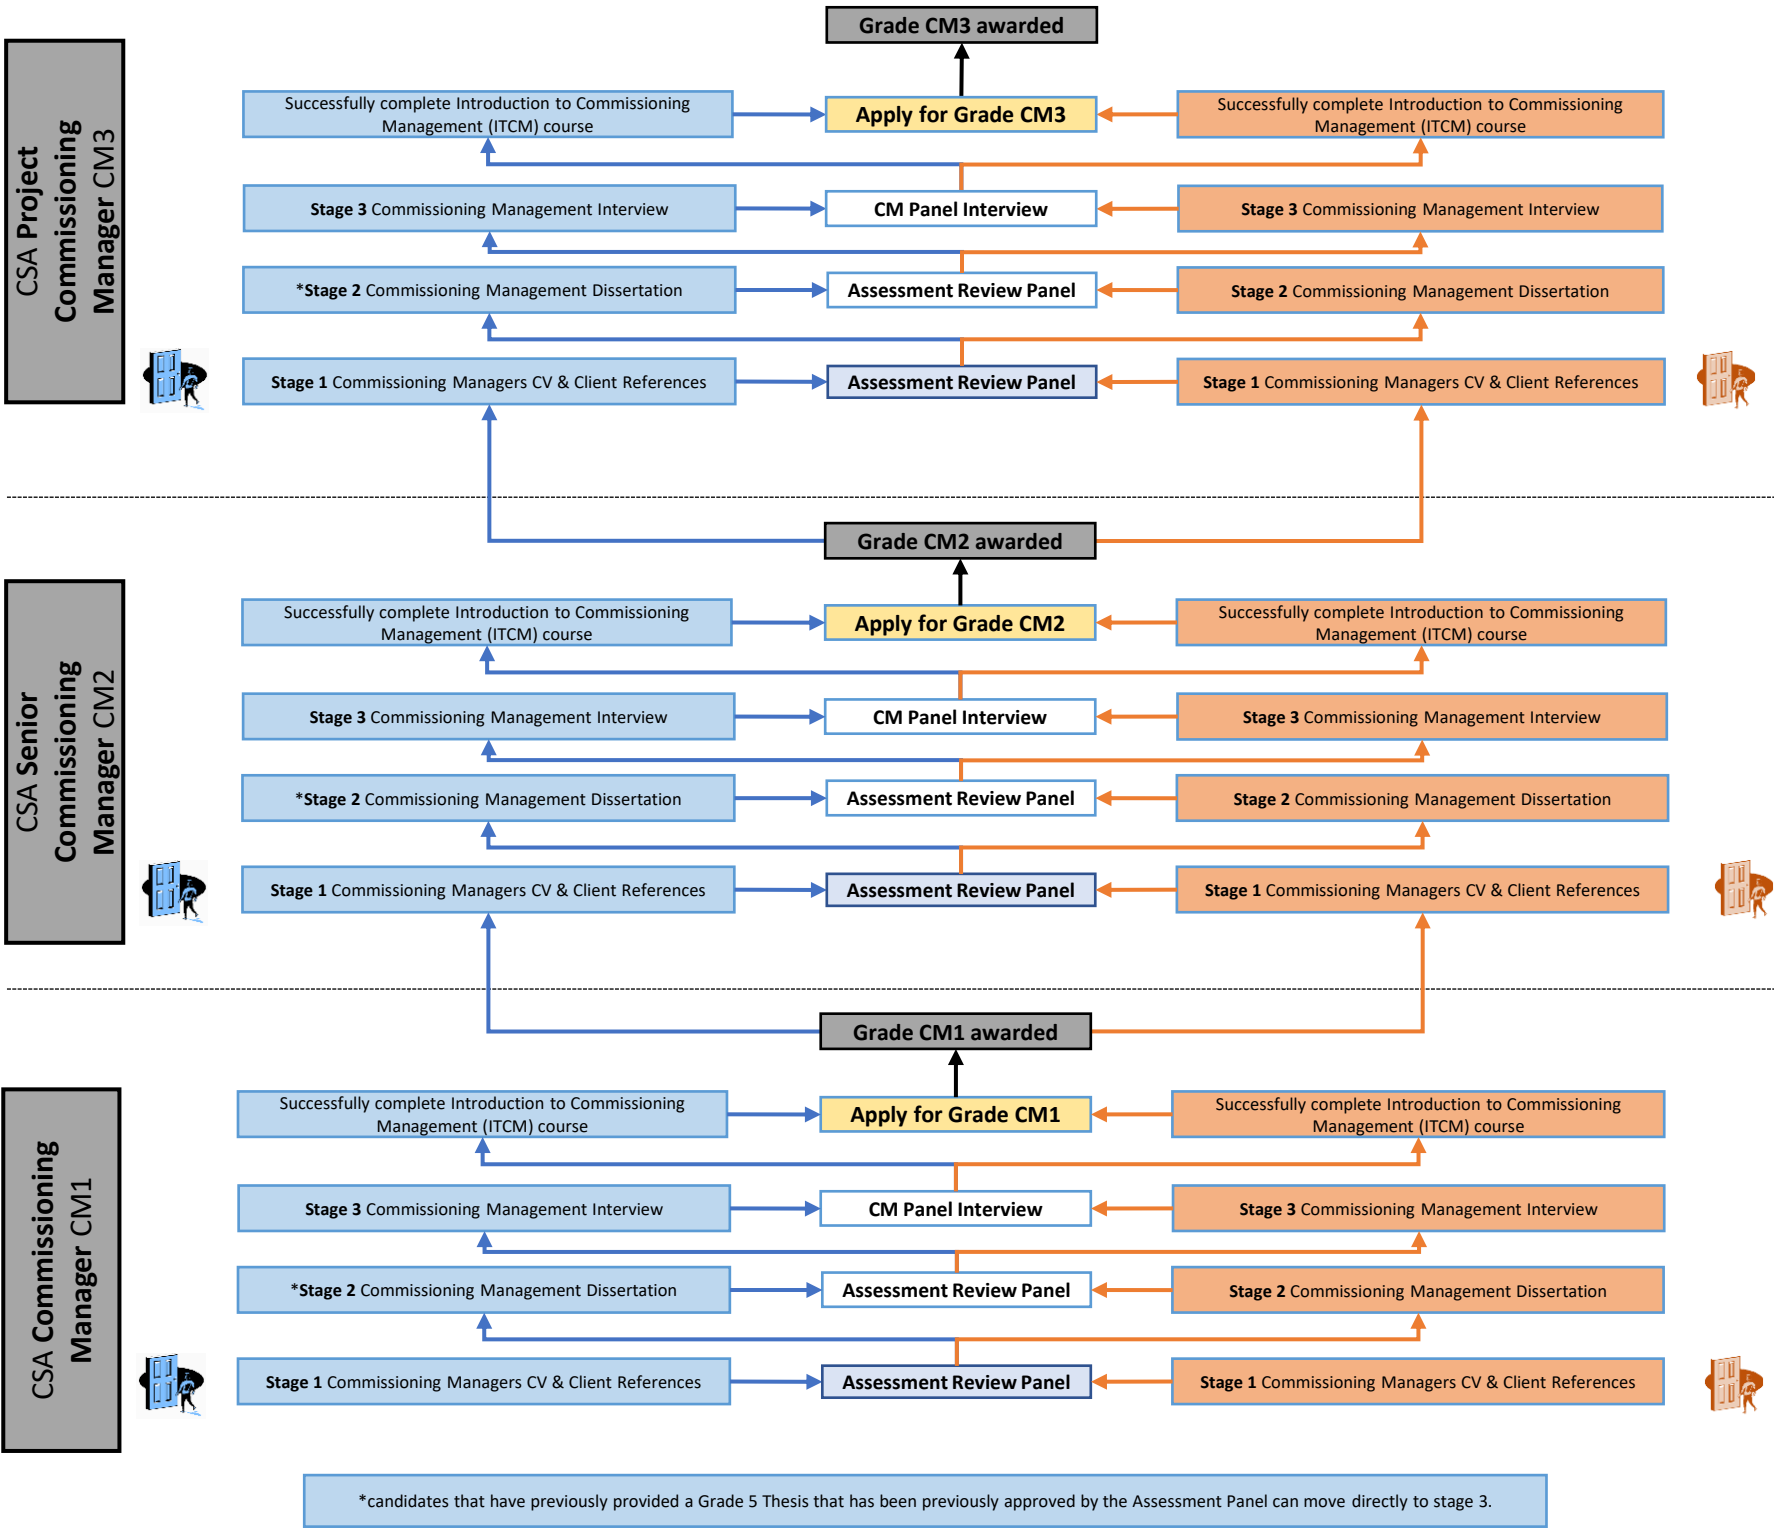 Grade CM3 awarded
CSA Project
Commissioning
Manager CM3
Successfully complete Introduction to Commissioning
Management (ITCM) course
Apply for Grade CM3
Successfully complete Introduction to Commissioning
Management (ITCM) course
Stage 3 Commissioning Management Interview
CM Panel Interview
Stage 3 Commissioning Management Interview
*Stage 2 Commissioning Management Dissertation
Assessment Review Panel
Stage 2 Commissioning Management Dissertation
Stage 1 Commissioning Managers CV & Client References
Assessment Review Panel
Stage 1 Commissioning Managers CV & Client References
Grade CM2 awarded
CSA Senior
Commissioning
Manager CM2
Successfully complete Introduction to Commissioning
Management (ITCM) course
Apply for Grade CM2
Successfully complete Introduction to Commissioning
Management (ITCM) course
Stage 3 Commissioning Management Interview
CM Panel Interview
Stage 3 Commissioning Management Interview
*Stage 2 Commissioning Management Dissertation
Assessment Review Panel
Stage 2 Commissioning Management Dissertation
Stage 1 Commissioning Managers CV & Client References
Assessment Review Panel
Stage 1 Commissioning Managers CV & Client References
Grade CM1 awarded
CSA Commissioning
Manager CM1
Successfully complete Introduction to Commissioning
Management (ITCM) course
Apply for Grade CM1
Successfully complete Introduction to Commissioning
Management (ITCM) course
Stage 3 Commissioning Management Interview
CM Panel Interview
Stage 3 Commissioning Management Interview
*Stage 2 Commissioning Management Dissertation
Assessment Review Panel
Stage 2 Commissioning Management Dissertation
Stage 1 Commissioning Managers CV & Client References
Assessment Review Panel
Stage 1 Commissioning Managers CV & Client References
*candidates that have previously provided a Grade 5 Thesis that has been previously approved by the Assessment Panel can move directly to stage 3.